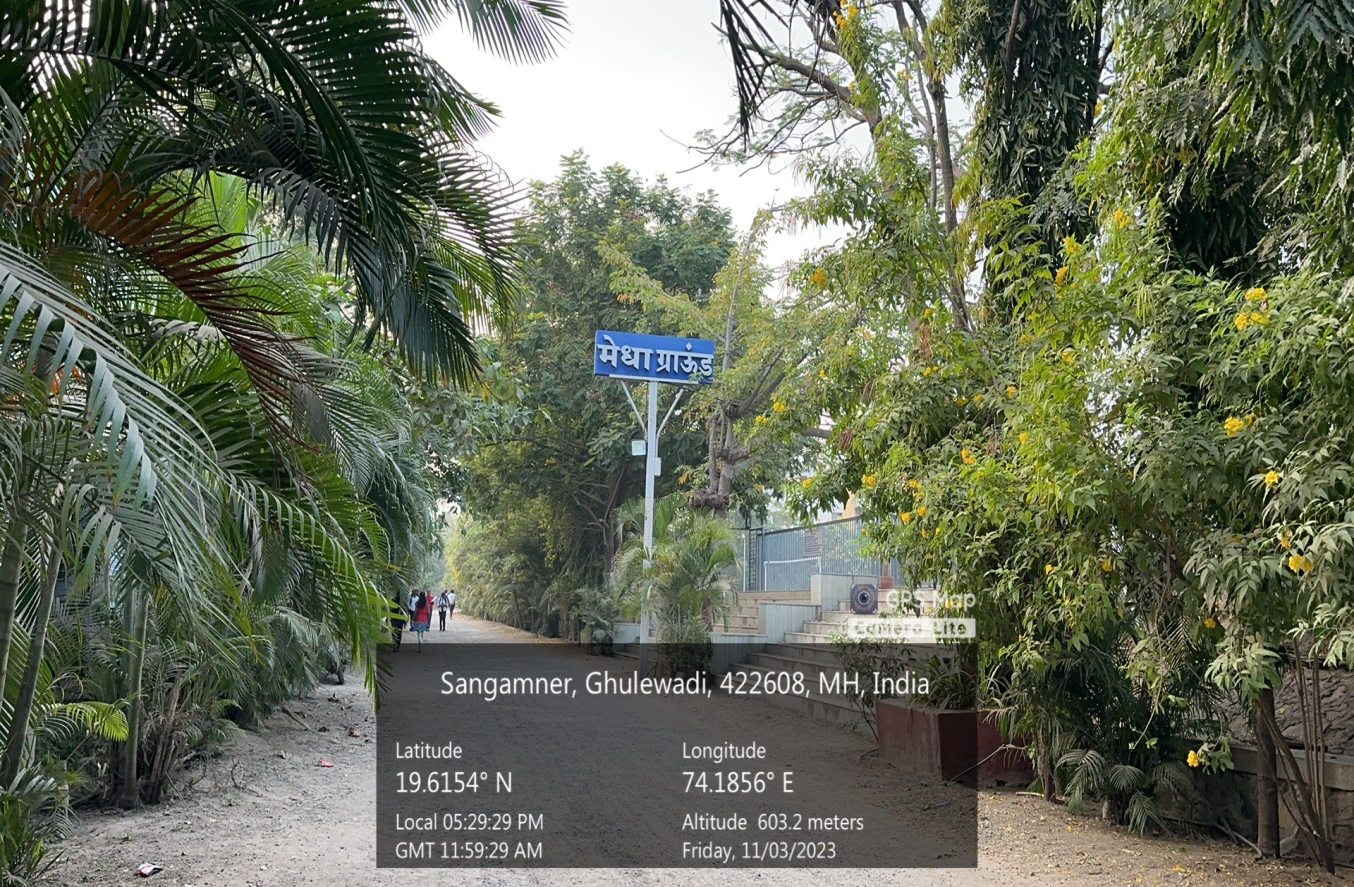 मेधा ग्राऊंड
GPS Map
Camera Lite
Sangamner, Ghulewadi, 422608, MH, India
Latitude
19.6154° N
Longitude
74.1856° E
Local 05:29:29 PM
GMT 11:59:29 AM
Altitude 603.2 meters
Friday, 11/03/2023